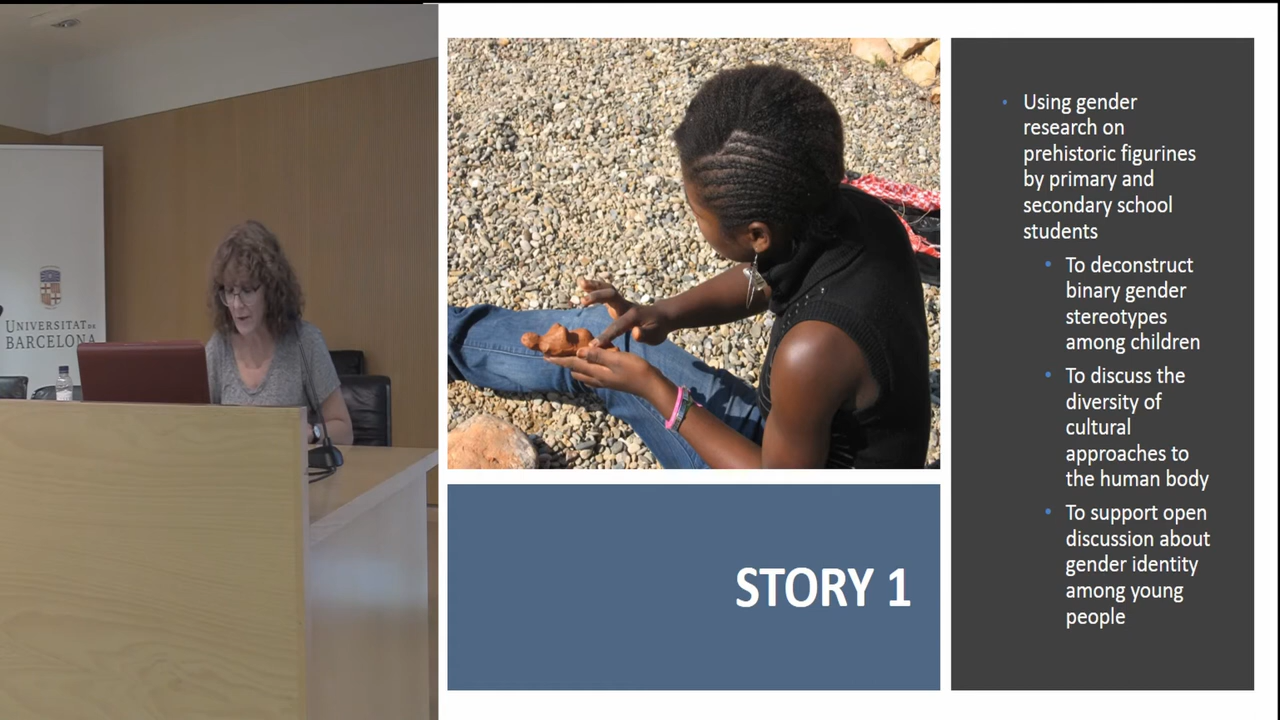 UNIVERSITAT DE
BARCELONA
Using gender
research on
prehistoric figurines
by primary and
secondary school
students
To deconstruct
binary gender
stereotypes
among children
To discuss the
diversity of
cultural
approaches to
the human body
To support open
discussion about
gender identity
among young
people
STORY 1